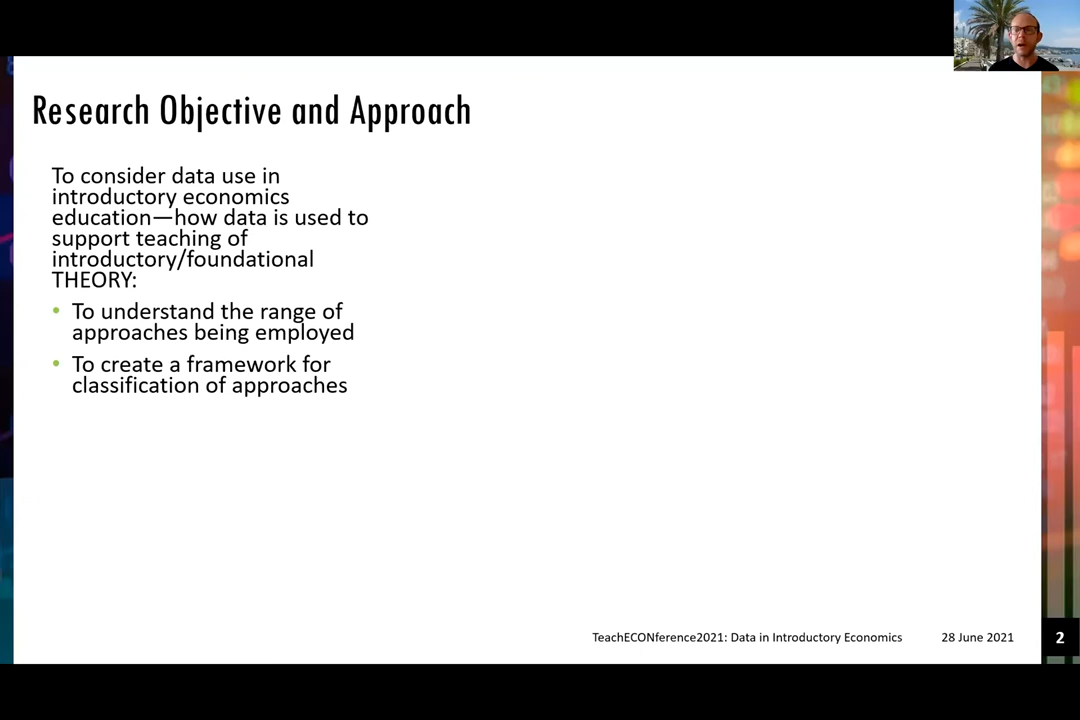 Research Objective and Approach
To consider data use in
introductory economics
education—how data is used to
support teaching of
introductory/foundational
THEORY:
• To understand the range of
approaches being employed
• To create a framework for
classification of approaches
TeachECONference2021: Data in Introductory Economics
28 June 2021
2